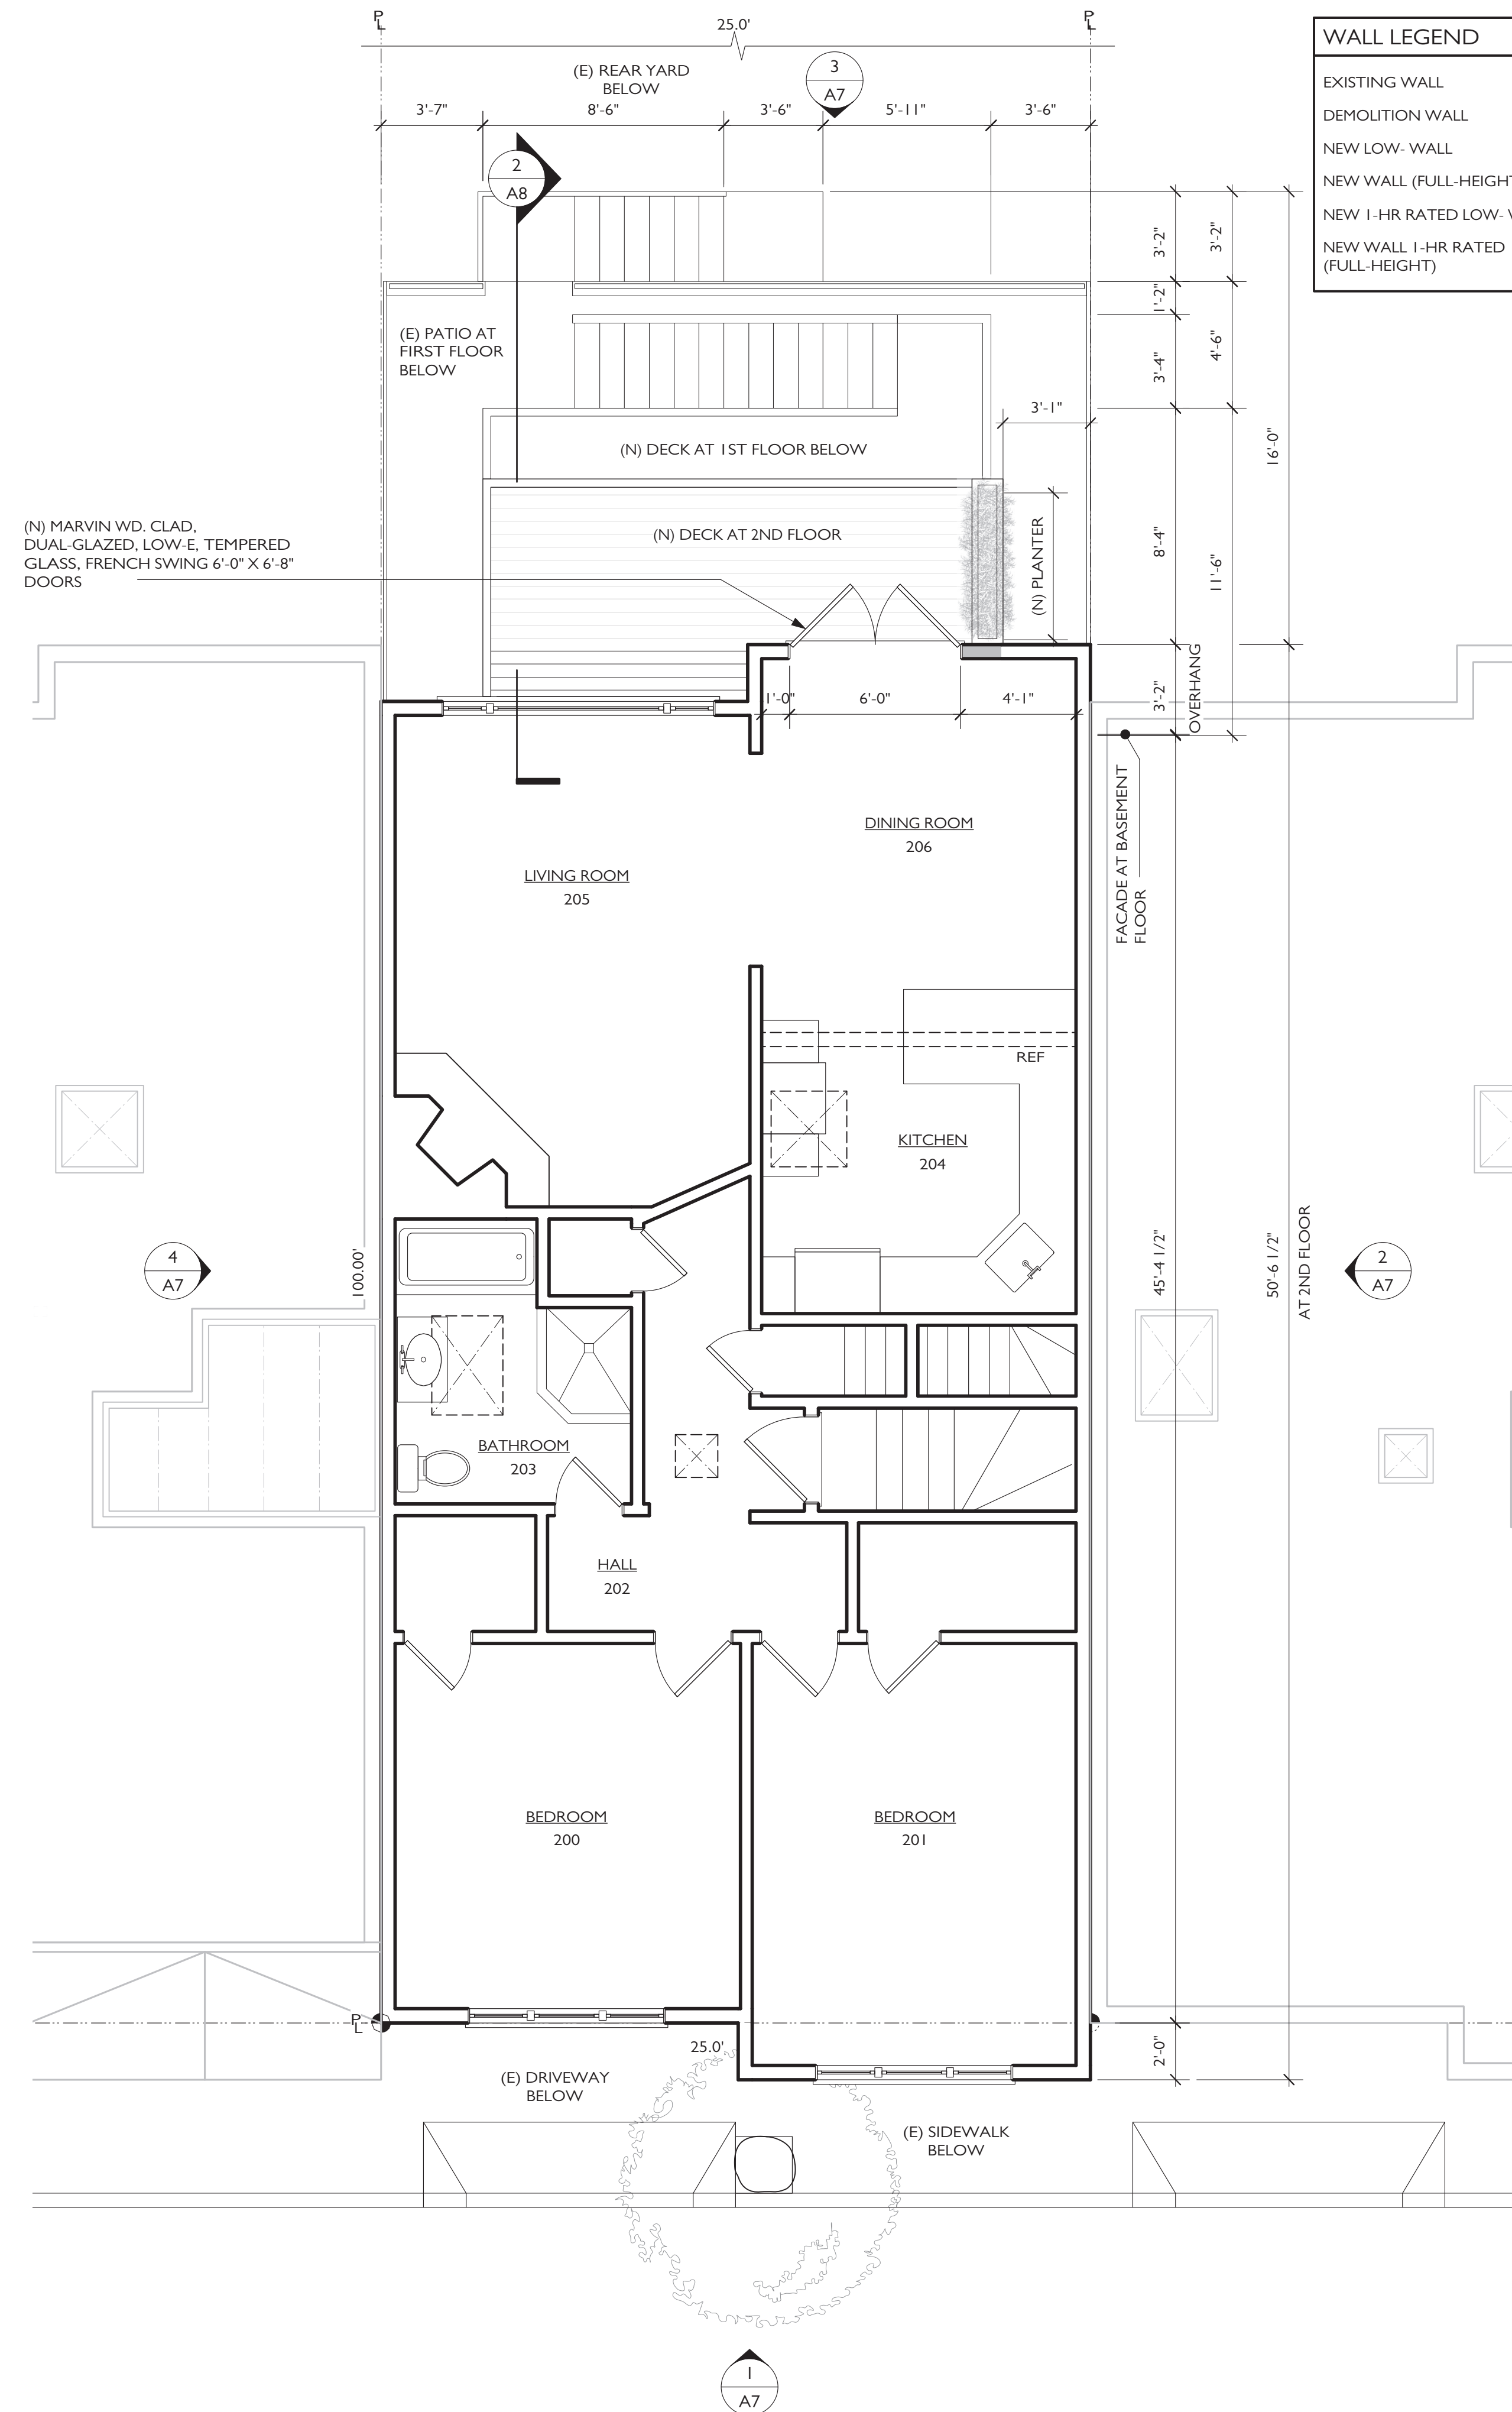 P
L
25.0'
P
L
WALL LEGEND
EXISTING WALL
DEMOLITION WALL
NEW LOW- WALL
NEW WALL (FULL-HEIGHT
NEW 1-HR RATED LOW- W
NEW WALL 1-HR RATED
(FULL-HEIGHT)
(E) REAR YARD
BELOW
3
A7
3'-7"
8'-6"
3'-6"
5'-11"
3'-6"
2
A8
3'-2"
3'-2"
1'-2"
(E) PATIO AT
FIRST FLOOR
BELOW
3'-4"
4'-6"
3'-1"
16'-0"
(N) DECK AT 1ST FLOOR BELOW
(N) MARVIN WD. CLAD,
DUAL-GLAZED, LOW-E, TEMPERED
GLASS, FRENCH SWING 6'-0" X 6'-8"
DOORS
(N) DECK AT 2ND FLOOR
(N) PLANTER
8'-4"
11'-6"
1'-0"
6'-0"
4'-1"
3'-2"
OVERHANG
FACADE AT BASEMENT
FLOOR
DINING ROOM
206
LIVING ROOM
205
REF
KITCHEN
204
4
A7
100.00'
45'-4 1/2"
50'-6 1/2"
AT 2ND FLOOR
2
A7
BATHROOM
203
HALL
202
BEDROOM
200
BEDROOM
201
P
L
25.0'
2'-0"
(E) DRIVEWAY
BELOW
(E) SIDEWALK
BELOW
1
A7